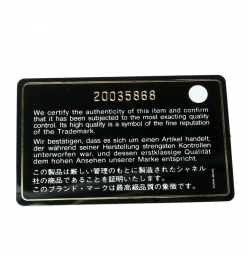 20035868
We certify the authenticity of this item and confirm
that it has been subjected to the most exacting quality
control. Its high quality is a symbol of the fine reputation
of the Trademark.
Wir bestätigen, dass es sich um einen Artikel handelt,
der während seiner Herstellung strengsten Kontrollen
unterworfen war, und dessen erstklassige Qualität
dem hohen Ansehen unserer Marke entspricht.
この製品は厳しい管理のもとに製造されたシャネル
社の商品であることを証明いたします。
このブランド・マークは最高級品質の象徴です。